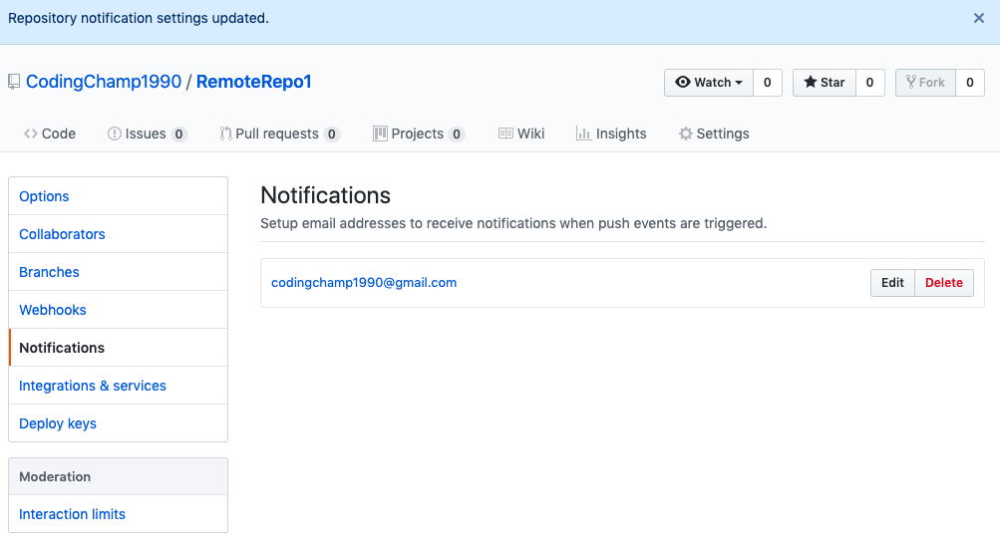 Repository notification settings updated.
CodingChamp1990 / RemoteRepo1
Watch 0 Star 0 Fork 0
Code Issues 0 Pull requests 0 Projects 0 Wiki Insights Settings
Options
Collaborators
Branches
Webhooks
Notifications
Integrations & services
Deploy keys
Moderation
Interaction limits
Notifications
Setup email addresses to receive notifications when push events are triggered.
codingchamp1990@gmail.com Edit Delete